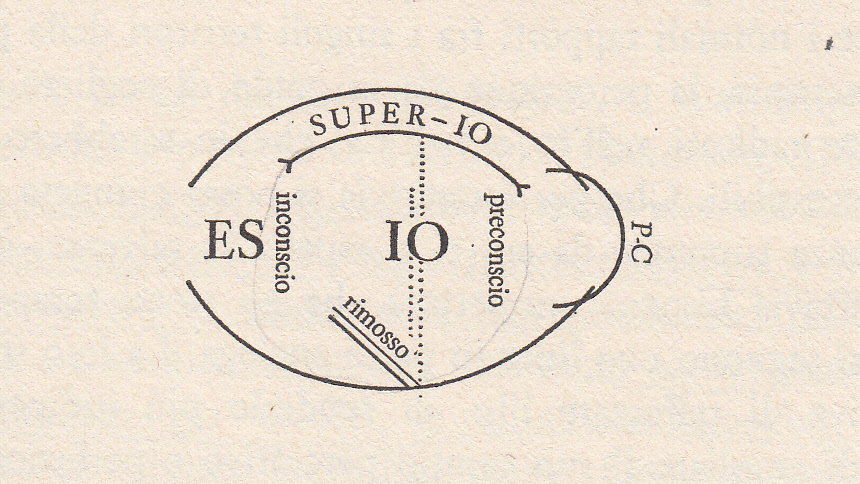 SUPER-IO
ES
inconscio
IO
preconscio
P-C
rimosso